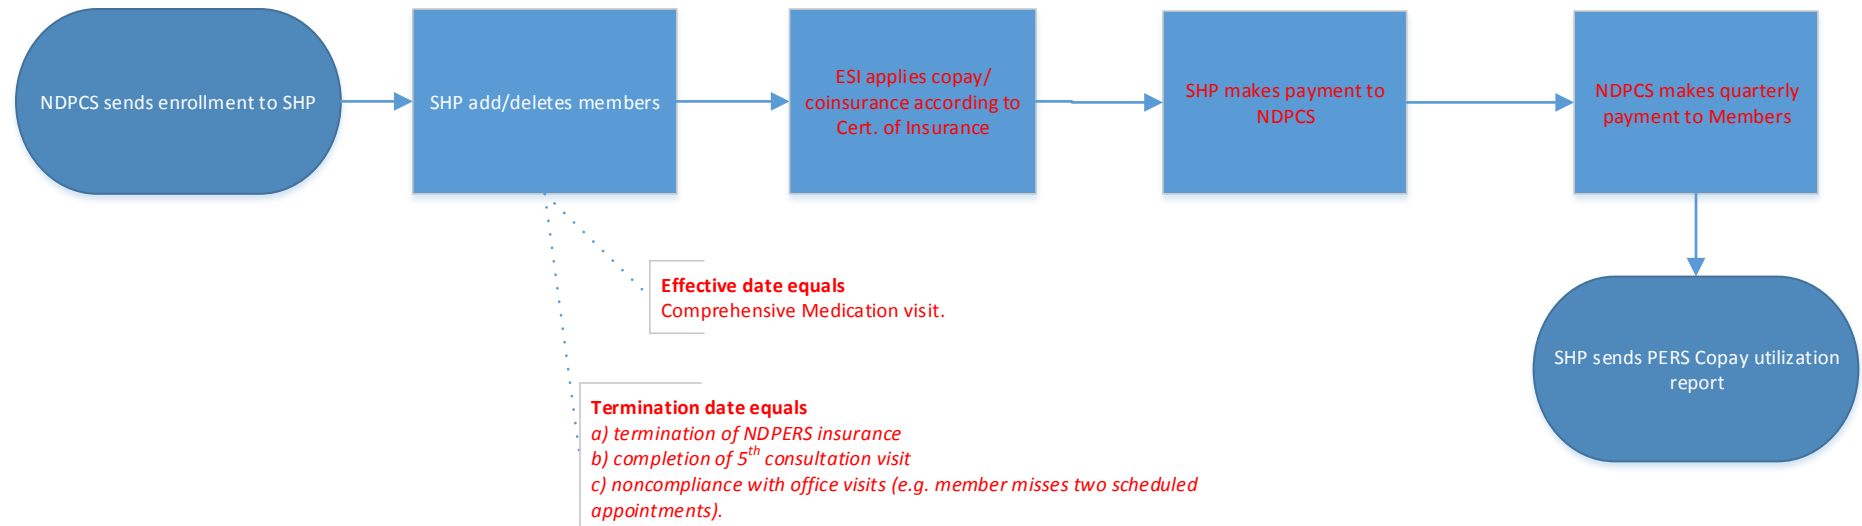 NDPCS sends enrollment to SHP
SHP add/deletes members
ESI applies copay/
coinsurance according to
Cert. of Insurance
SHP makes payment to
NDPCS
NDPCS makes quarterly
payment to Members
Effective date equals
Comprehensive Medication visit.
SHP sends PERS Copay utilization
report
Termination date equals
a) termination of NDPERS insurance
b) completion of 5th consultation visit
c) noncompliance with office visits (e.g. member misses two scheduled
appointments).